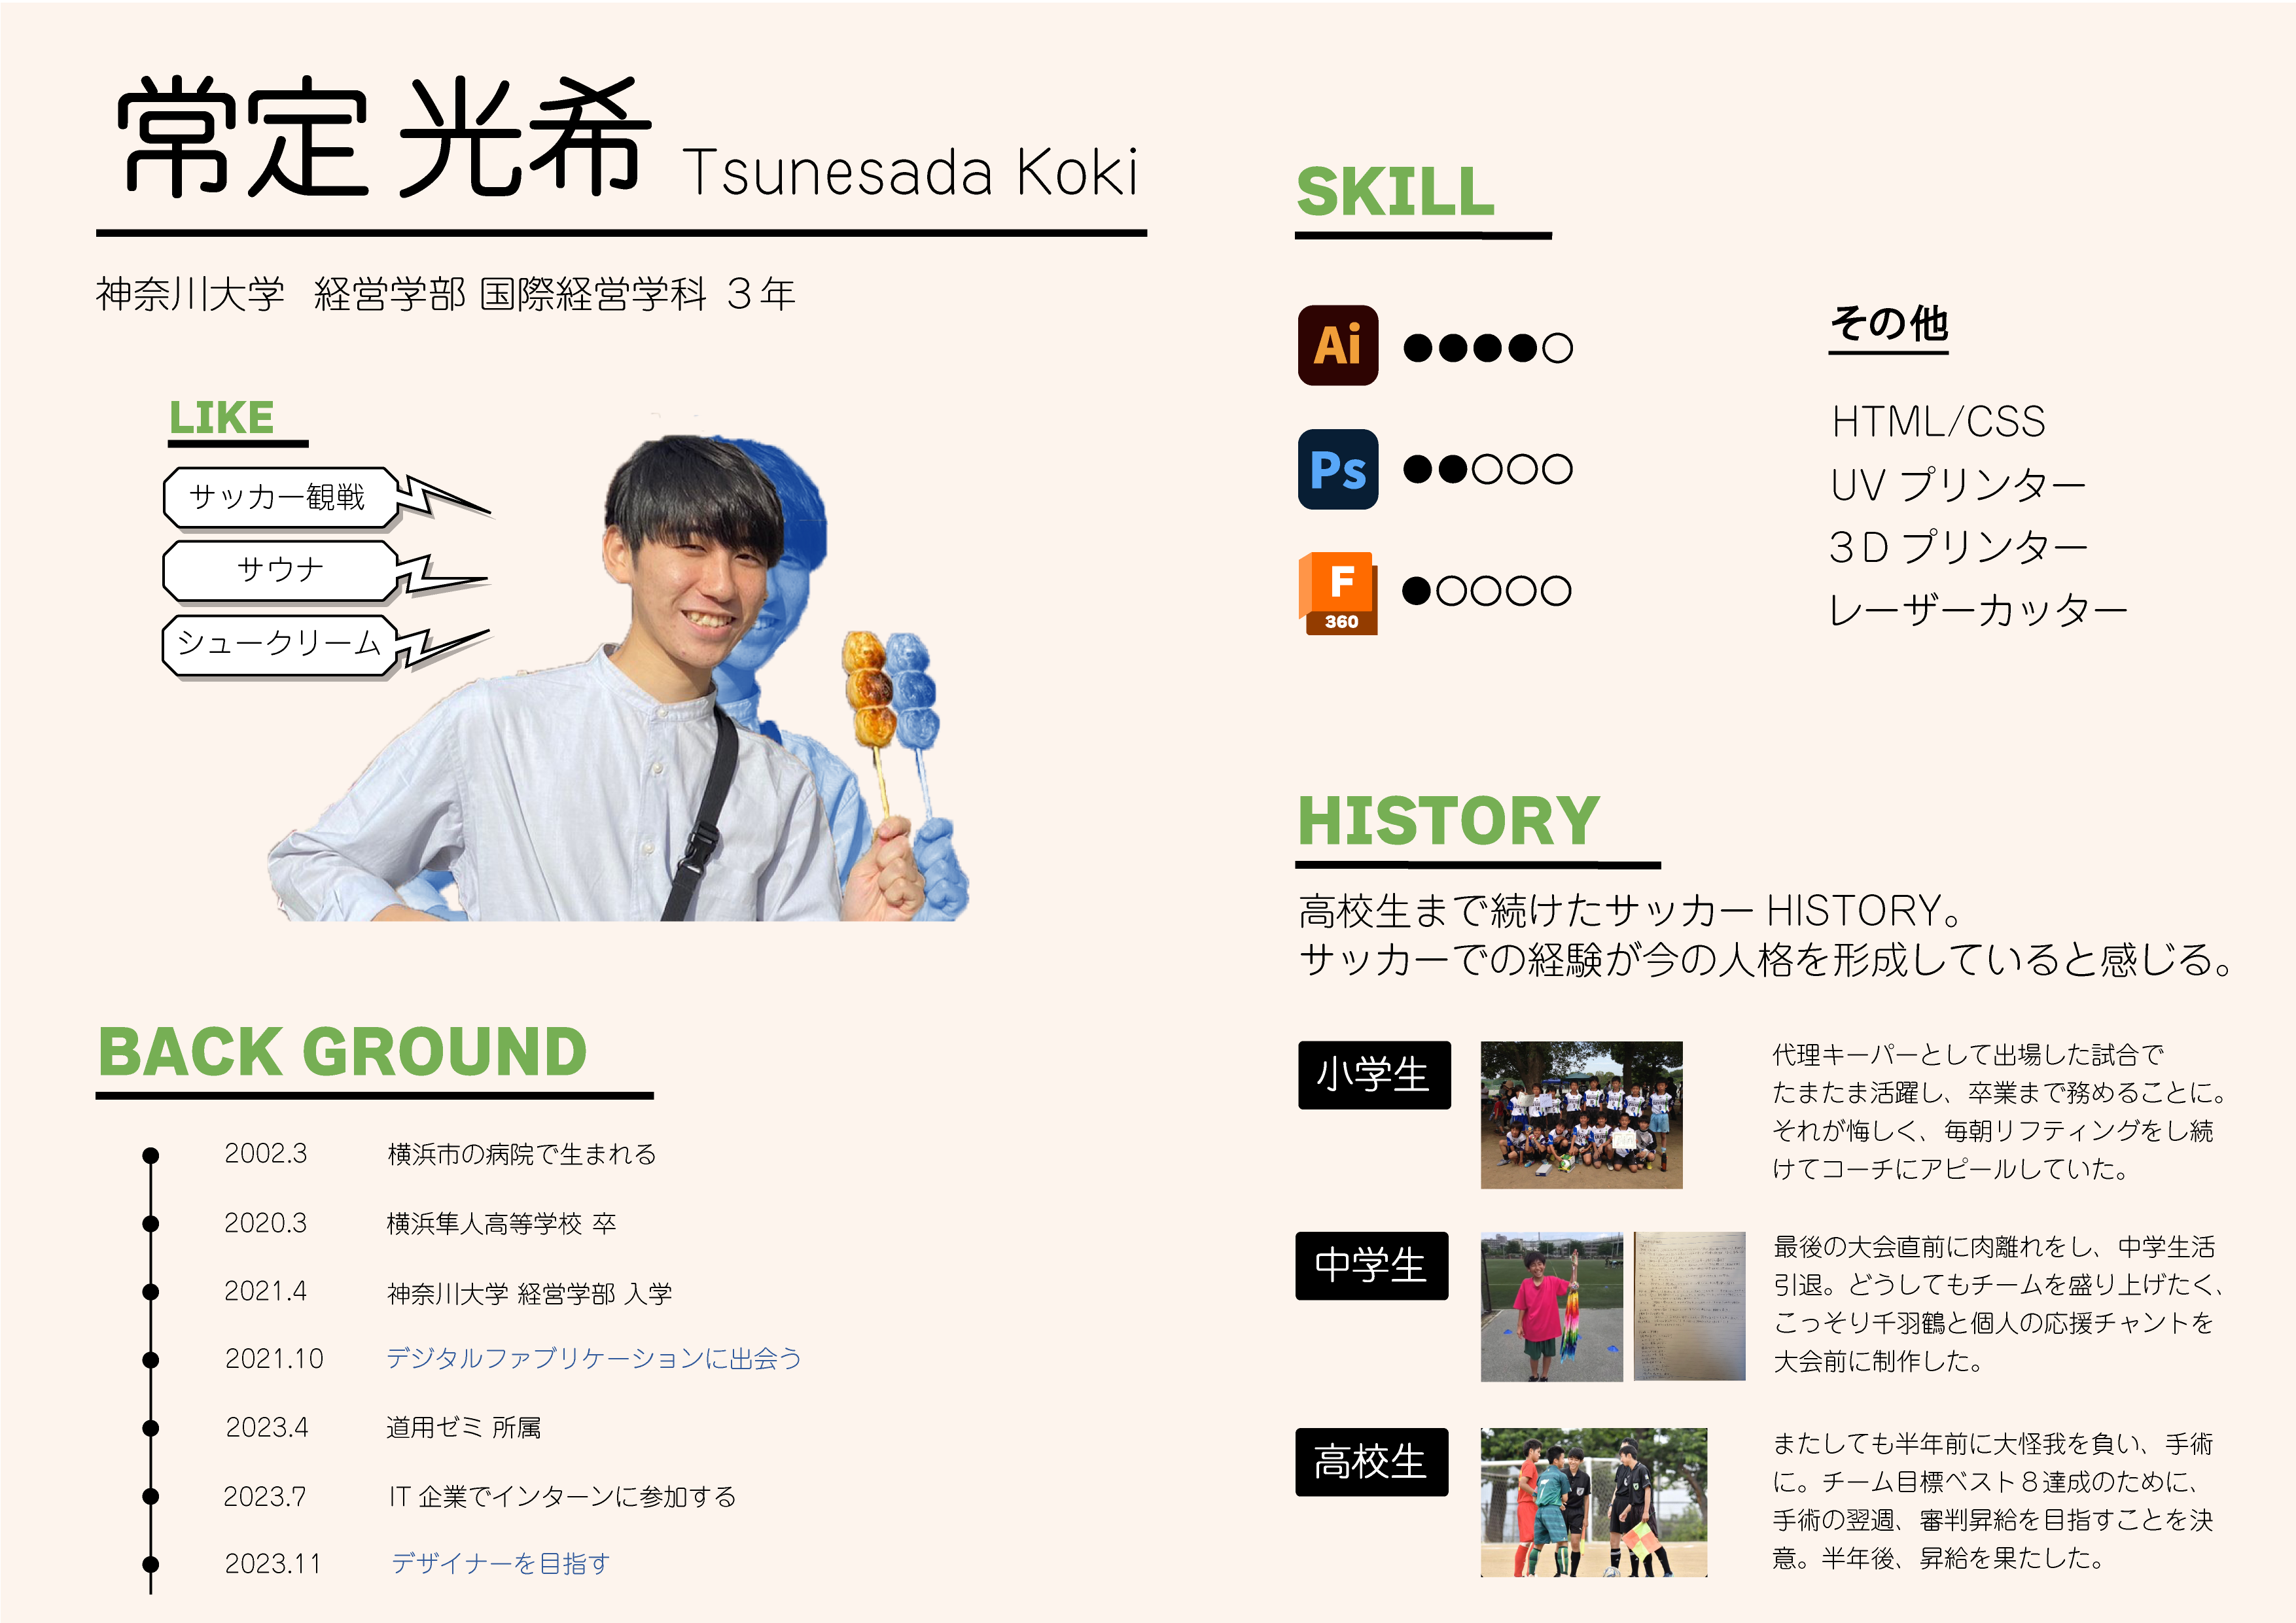 常定 光希 Tsunesada Koki
神奈川大学 経営学部 国際経営学科 3年
LIKE
サッカー観戦
サウナ
シュークリーム
BACK GROUND
2002.3 横浜市の病院で生まれる
2020.3 横浜隼人高等学校 卒
2021.4 神奈川大学 経営学部 入学
2021.10 デジタルファブリケーションに出会う
2023.4 道用ゼミ 所属
2023.7 IT 企業でインターンに参加する
2023.11 デザイナーを目指す
SKILL
Ai
Ps
F
360
その他
HTML/CSS
UV プリンター
3D プリンター
レーザーカッター
HISTORY
高校生まで続けたサッカー HISTORY。
サッカーでの経験が今の人格を形成していると感じる。
小学生
代理キーパーとして出場した試合で
たまたま活躍し、卒業まで務めることに。
それが悔しく、毎朝リフティングをし続
けてコーチにアピールしていた。
中学生
最後の大会直前に肉離れをし、中学生活
引退。どうしてもチームを盛り上げたく、
こっそり千羽鶴と個人の応援チャントを
大会前に制作した。
高校生
またしても半年前に大怪我を負い、手術
に。チーム目標ベスト8達成のために、
手術の翌週、審判昇給を目指すことを決
意。半年後、昇給を果たした。